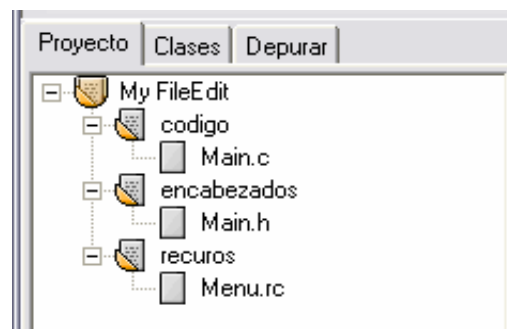 Proyecto Clases Depurar
My FileEdit
codigo
Main.c
encabezados
Main.h
recuros
Menu.rc